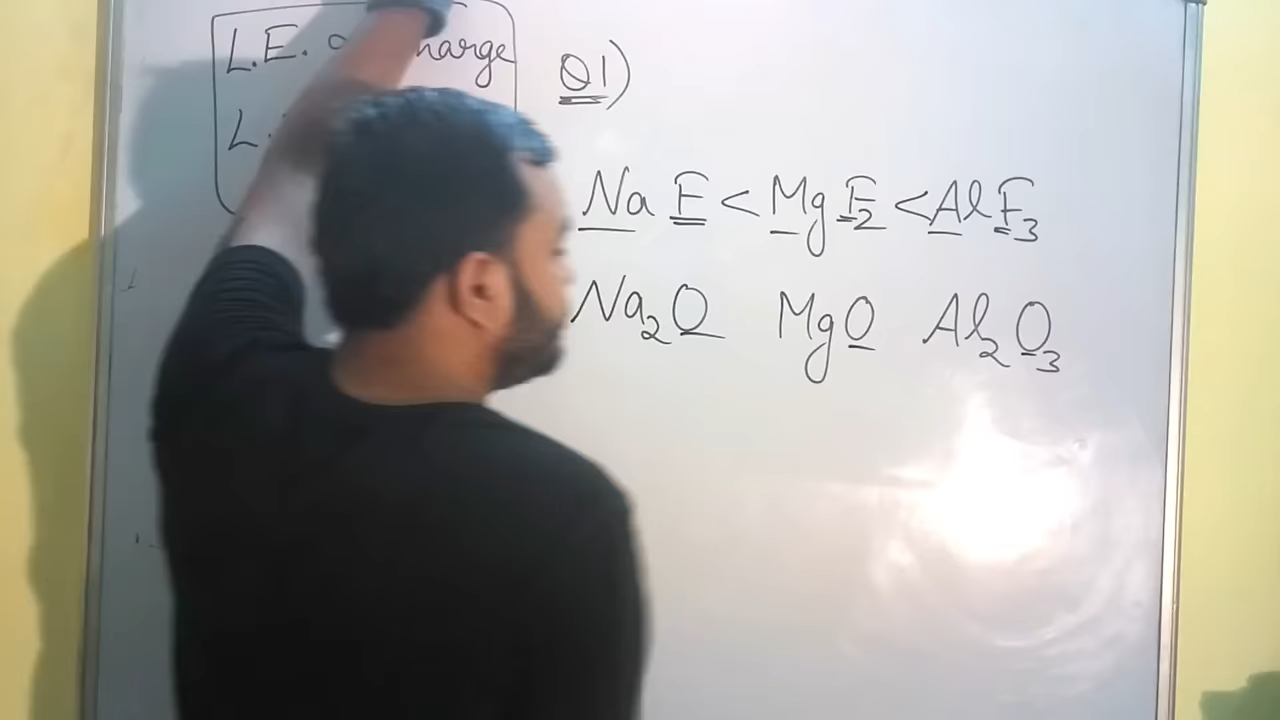 L.E.
Q1)
L.
NaF < MgF₂ < AlF₃
Na₂O MgO Al₂O₃